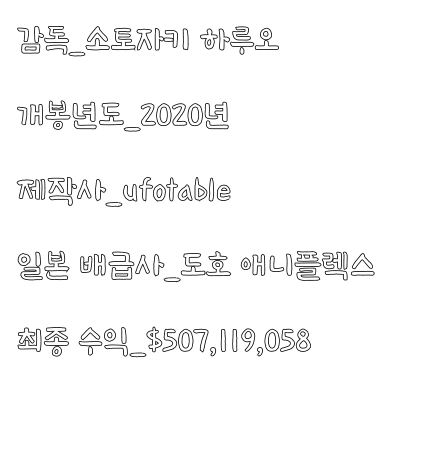 감독_소토자키 하루오
개봉년도_2020년
제작사_ufotable
일본 배급사_도호 애니플렉스
최종 수익_$507,119,058